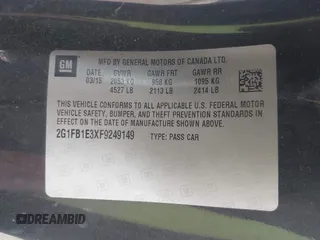 GM
MFD BY GENERAL MOTORS OF CANADA LTD.
03/15 GVWR GAWR FRT GAWR RR
2053 KG 958 KG 1095 KG
4527 LB 2113 LB 2414 LB
THIS VEHICLE CONFORMS TO ALL APPLICABLE U.S. FEDERAL MOTOR
VEHICLE SAFETY, BUMPER, AND THEFT PREVENTION STANDARDS
IN EFFECT ON THE DATE OF MANUFACTURE SHOWN ABOVE.
2G1FB1E3XF9249149 TYPE: PASS CAR
DREAMBID